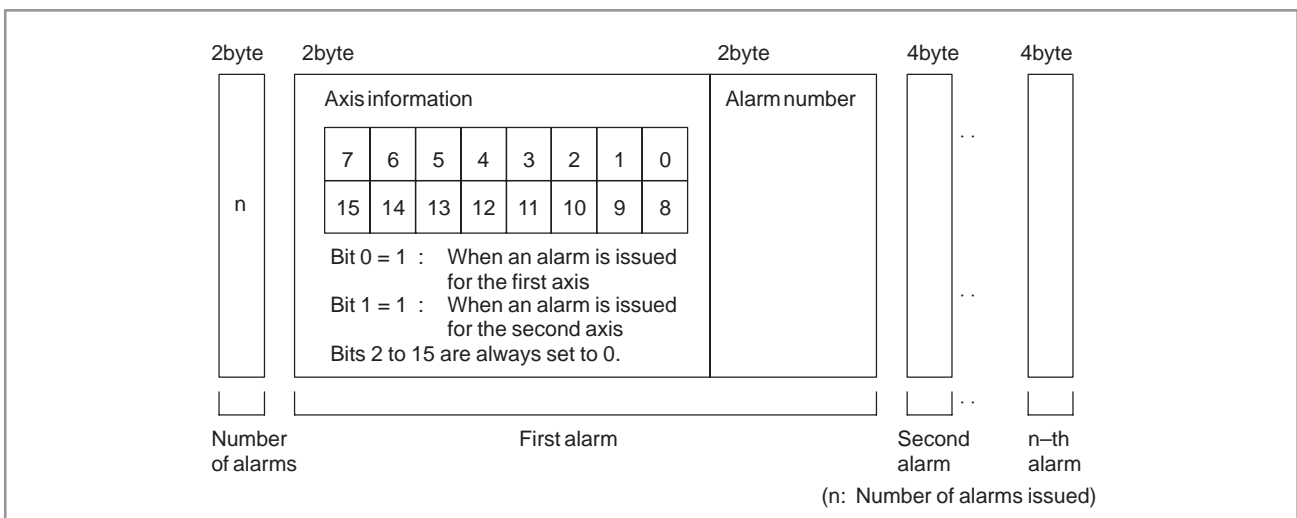 2byte 2byte 2byte 4byte 4byte
Axis information Alarm number
7 6 5 4 3 2 1 0
n
15 14 13 12 11 10 9 8
Bit 0 = 1 : When an alarm is issued
for the first axis
Bit 1 = 1 : When an alarm is issued
for the second axis
Bits 2 to 15 are always set to 0.
. .
. .
. .
Number
of alarms
First alarm
Second
alarm
n–th
alarm
(n: Number of alarms issued)